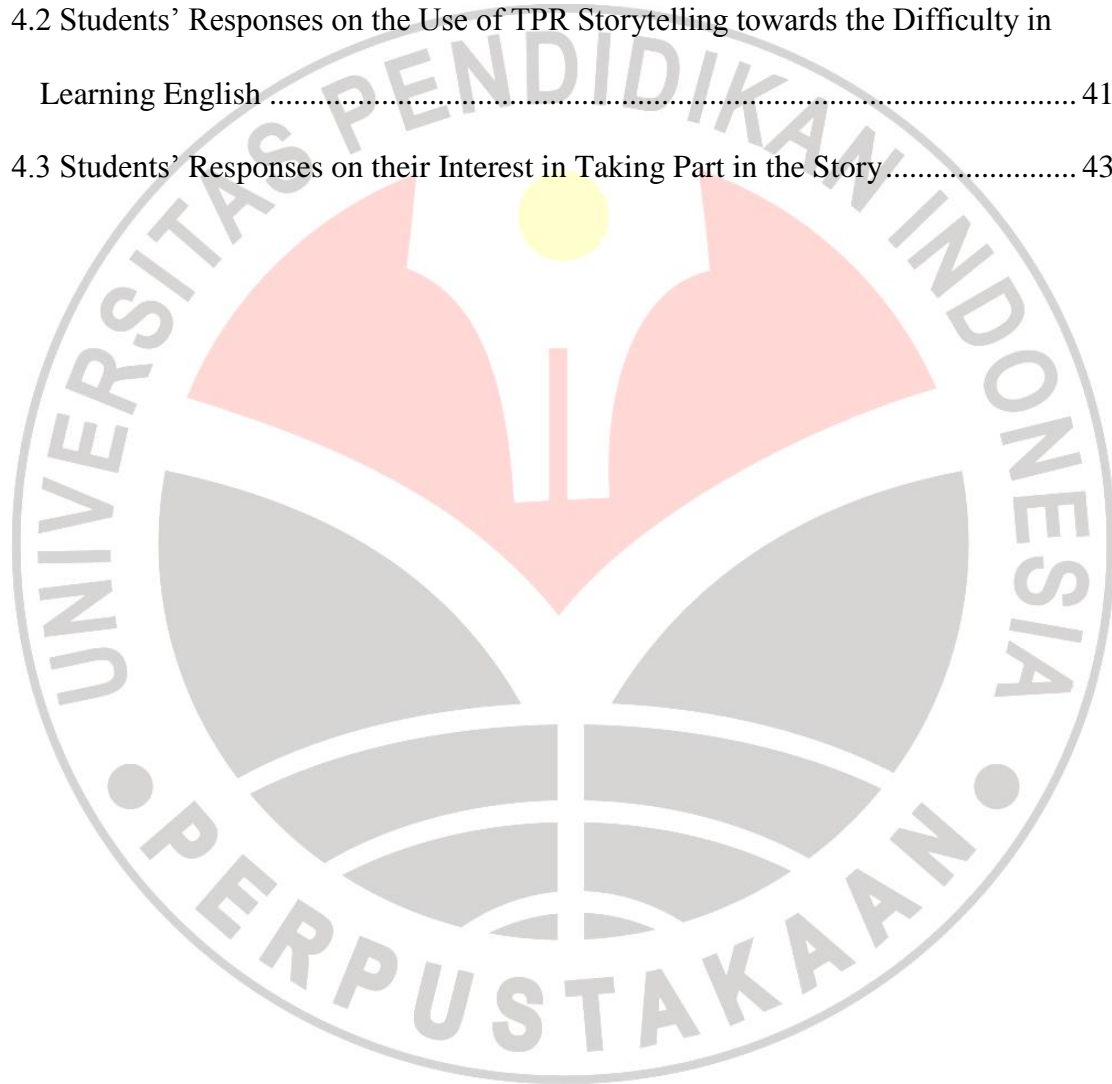 4.2 Students’ Responses on the Use of TPR Storytelling towards the Difficulty in
Learning English ................................................................................... 41
4.3 Students’ Responses on their Interest in Taking Part in the Story...................... 43
UNIVERSITAS PENDIDIKAN INDONESIA
PERPUSTAKAAN